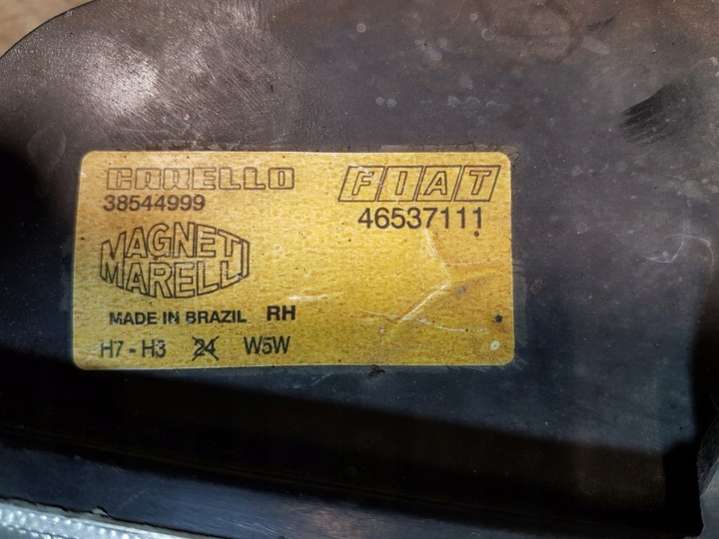 CARELLO
38544999
FIAT
46537111
MAGNETI
MARELLI
MADE IN BRAZIL RH
H7 - H3 24 W5W